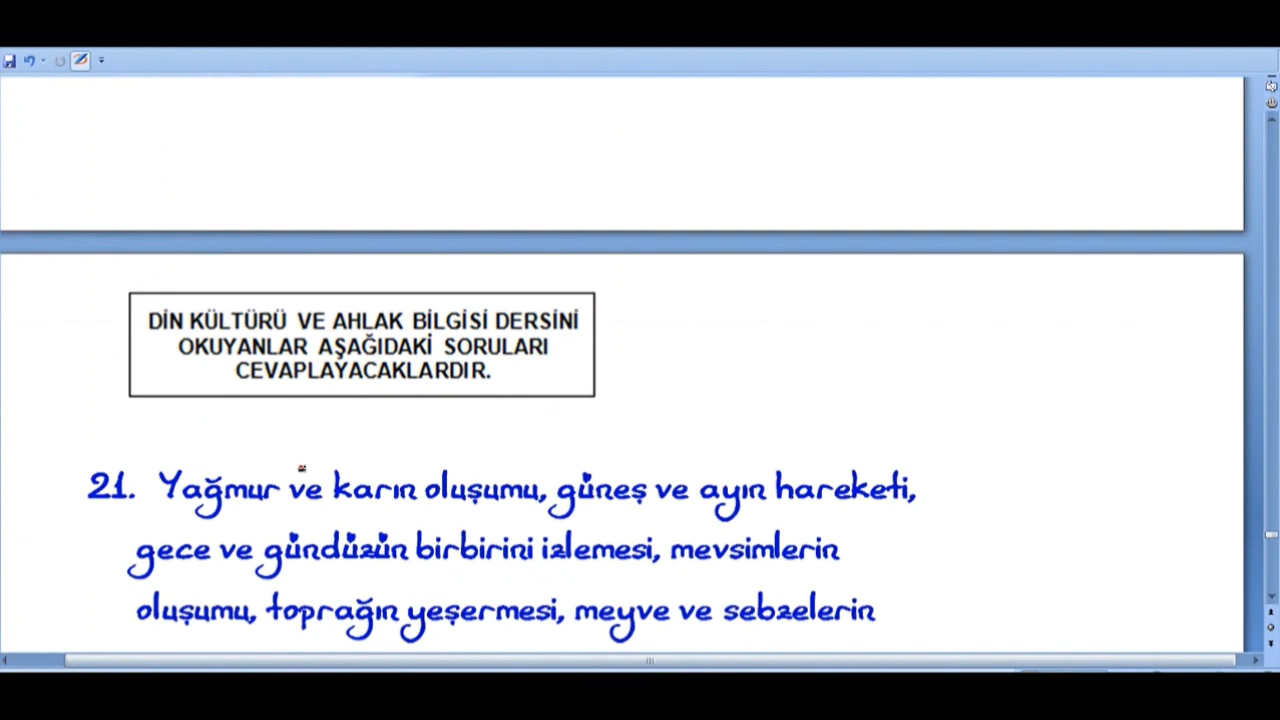 DİN KÜLTÜRÜ VE AHLAK BİLGİSİ DERSİNİ
OKUYANLAR AŞAĞIDAKİ SORULARI
CEVAPLAYACAKLARDIR.
21. Yağmur ve karın oluşumu, güneş ve ayın hareketi,
gece ve gündüzün birbirini izlemesi, mevsimlerin
oluşumu, toprağın yeşermesi, meyve ve sebzelerin